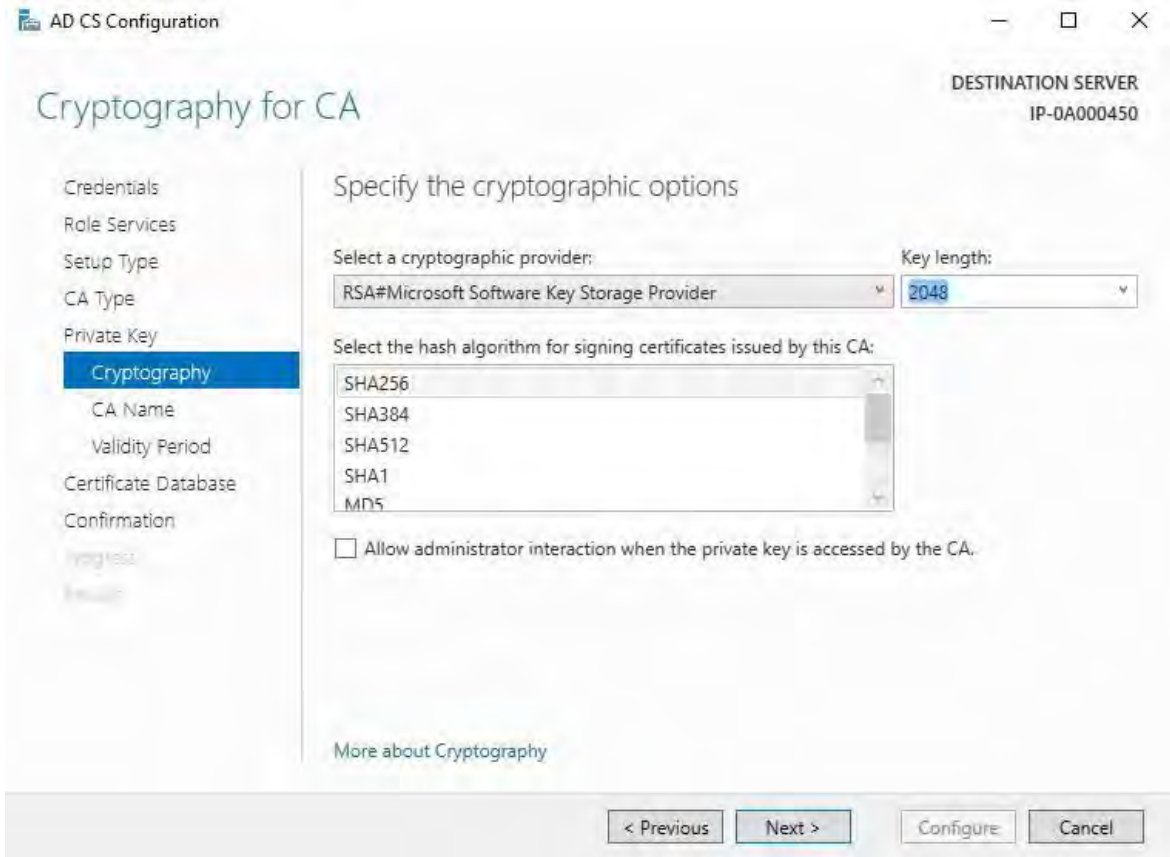 AD CS Configuration
Cryptography for CA
DESTINATION SERVER
IP-0A000450
Credentials
Role Services
Setup Type
CA Type
Private Key
Cryptography
CA Name
Validity Period
Certificate Database
Confirmation
Progress
Specify the cryptographic options
Select a cryptographic provider:
RSA#Microsoft Software Key Storage Provider
Key length:
2048
Select the hash algorithm for signing certificates issued by this CA:
SHA256
SHA384
SHA512
SHA1
MD5
Allow administrator interaction when the private key is accessed by the CA.
More about Cryptography
< Previous
Next >
Configure
Cancel